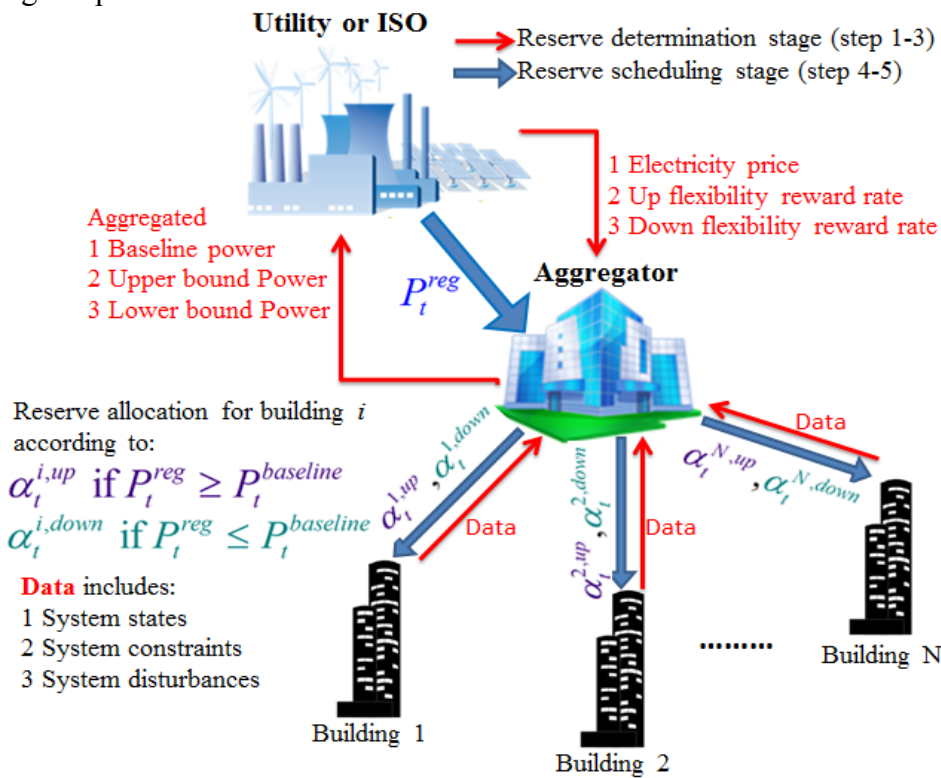 Utility or ISO
Reserve determination stage (step 1-3)
Reserve scheduling stage (step 4-5)
1 Electricity price
2 Up flexibility reward rate
3 Down flexibility reward rate
Aggregated
1 Baseline power
2 Upper bound Power
3 Lower bound Power
P_t^{reg}
Aggregator
Reserve allocation for building i
according to:
α_t^{i,up} if P_t^{reg} ≥ P_t^{baseline}
α_t^{i,down} if P_t^{reg} ≤ P_t^{baseline}
Data includes:
1 System states
2 System constraints
3 System disturbances
α_t^{1,up}, α_t^{1,down}
Data
α_t^{2,up}, α_t^{2,down}
Data
α_t^{N,up}, α_t^{N,down}
Data
Building 1
Building 2
.........
Building N